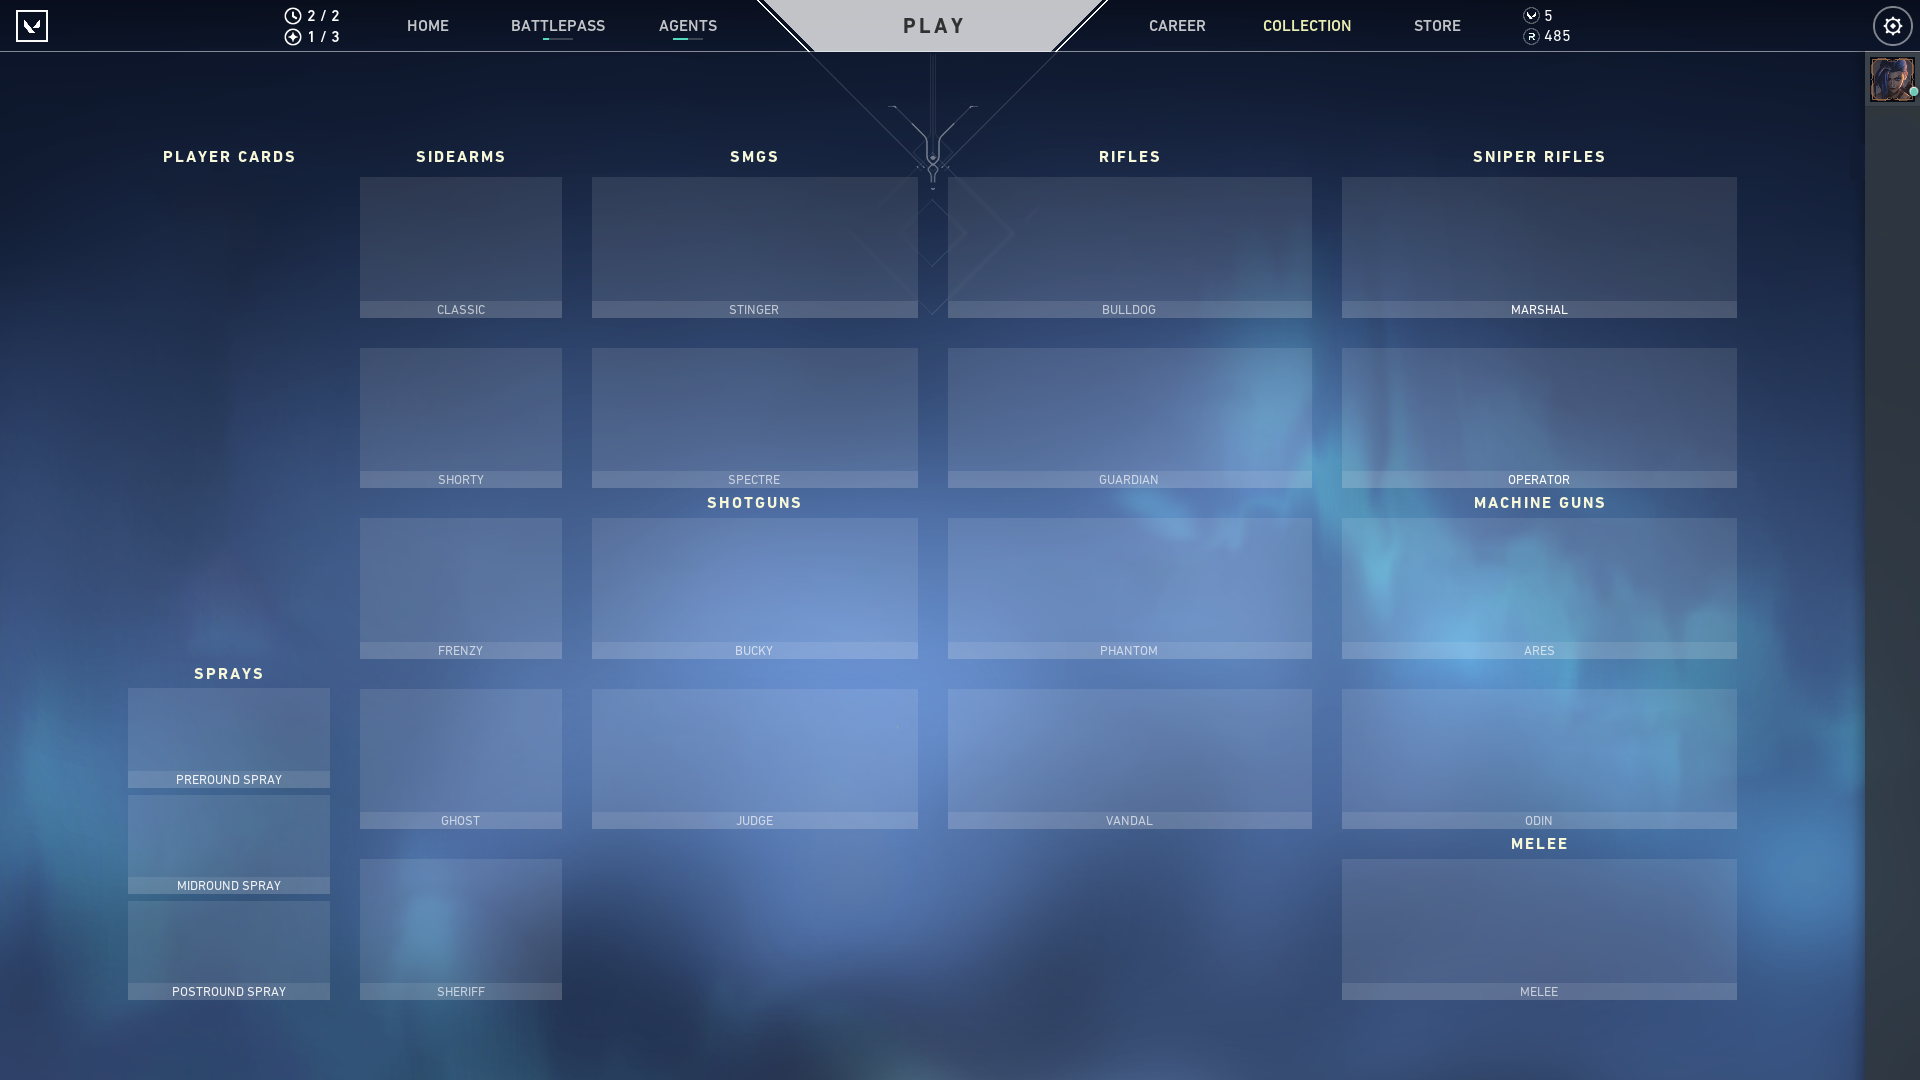 2 / 2
1 / 3
HOME
BATTLEPASS
AGENTS
PLAY
CAREER
COLLECTION
STORE
5
485
PLAYER CARDS
SIDEARMS
SMGS
RIFLES
SNIPER RIFLES
CLASSIC
STINGER
BULLDOG
MARSHAL
SHORTY
SPECTRE
GUARDIAN
OPERATOR
SHOTGUNS
MACHINE GUNS
FRENZY
BUCKY
PHANTOM
ARES
SPRAYS
PREROUND SPRAY
GHOST
JUDGE
VANDAL
ODIN
MELEE
MIDROUND SPRAY
POSTROUND SPRAY
SHERIFF
MELEE